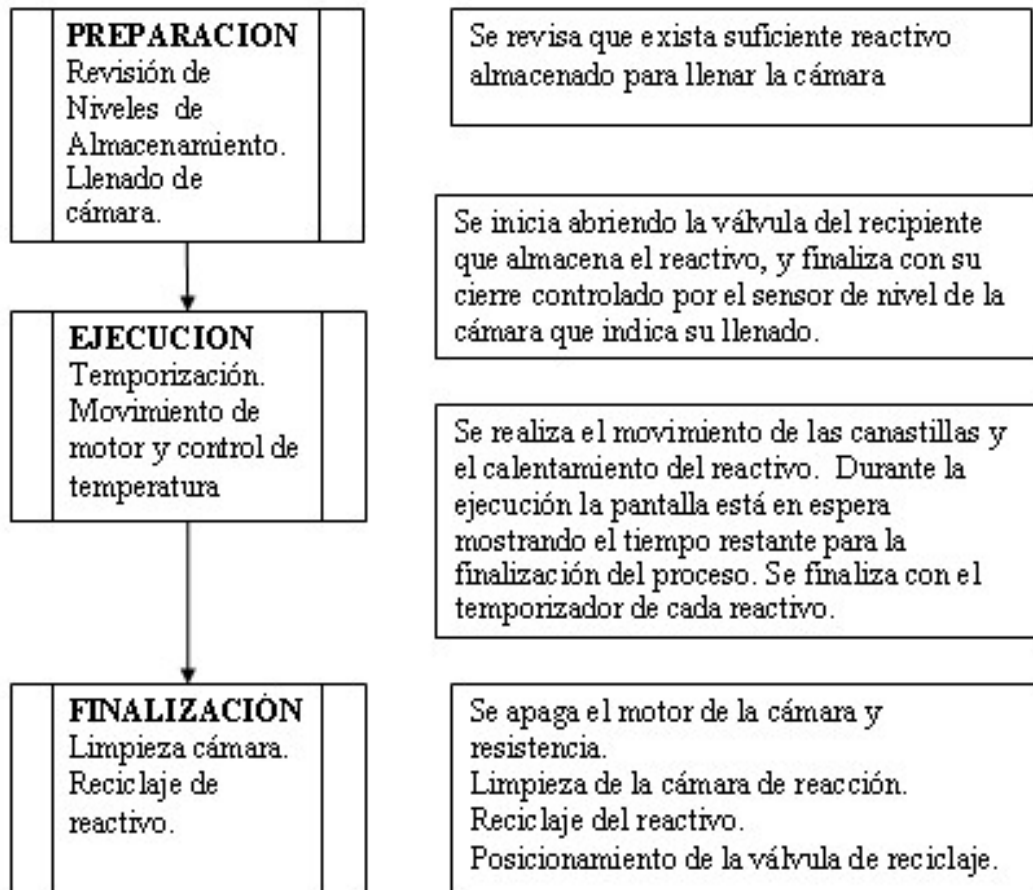 PREPARACION
Revisión de
Niveles de
Almacenamiento.
Llenado de
cámara.
Se revisa que exista suficiente reactivo
almacenado para llenar la cámara
Se inicia abriendo la válvula del recipiente
que almacena el reactivo, y finaliza con su
cierre controlado por el sensor de nivel de la
cámara que indica su llenado.
EJECUCION
Temporización.
Movimiento de
motor y control de
temperatura
Se realiza el movimiento de las canastillas y
el calentamiento del reactivo. Durante la
ejecución la pantalla está en espera
mostrando el tiempo restante para la
finalización del proceso. Se finaliza con el
temporizador de cada reactivo.
FINALIZACIÓN
Limpieza cámara.
Reciclaje de
reactivo.
Se apaga el motor de la cámara y
resistencia.
Limpieza de la cámara de reacción.
Reciclaje del reactivo.
Posicionamiento de la válvula de reciclaje.